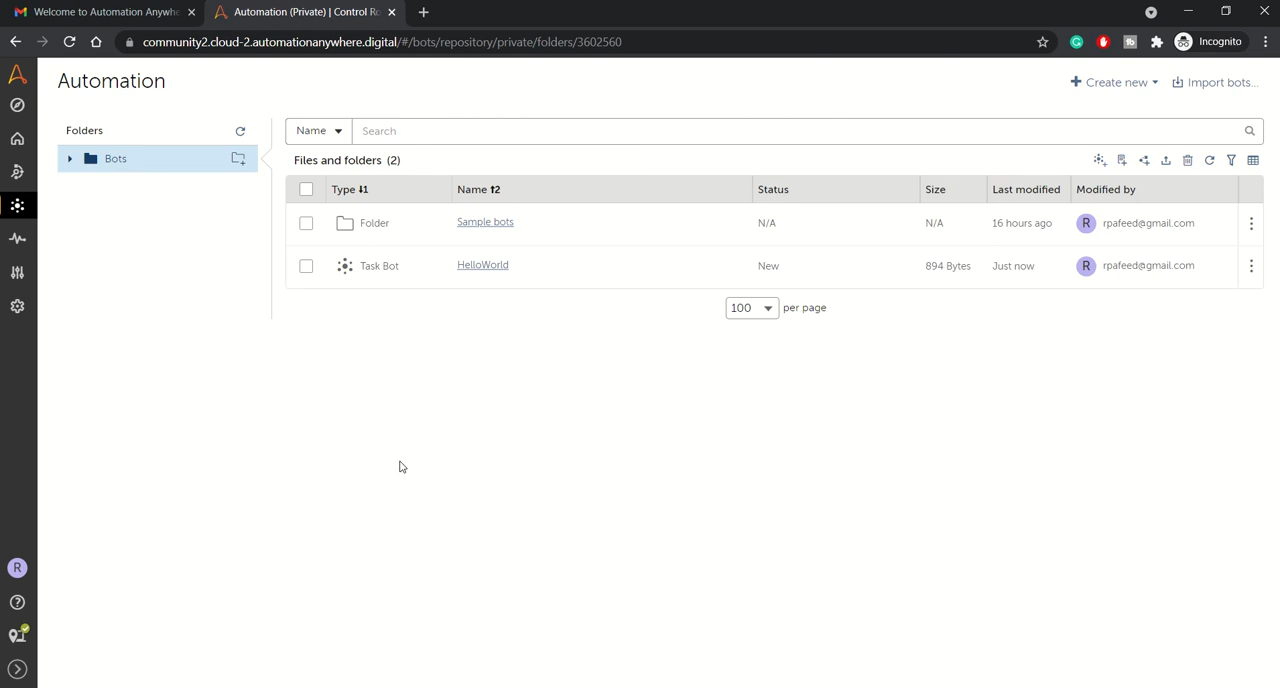 Welcome to Automation Anywhe
Automation (Private) | Control Ro
community2.cloud-2.automationanywhere.digital/#/bots/repository/private/folders/3602560
Incognito
Automation
Create new
Import bots...
Folders
Name
Search
Bots
Files and folders (2)
Type
Name
Status
Size
Last modified
Modified by
Folder
Sample bots
N/A
N/A
16 hours ago
R
rpafeed@gmail.com
Task Bot
HelloWorld
New
894 Bytes
Just now
R
rpafeed@gmail.com
100
per page
R